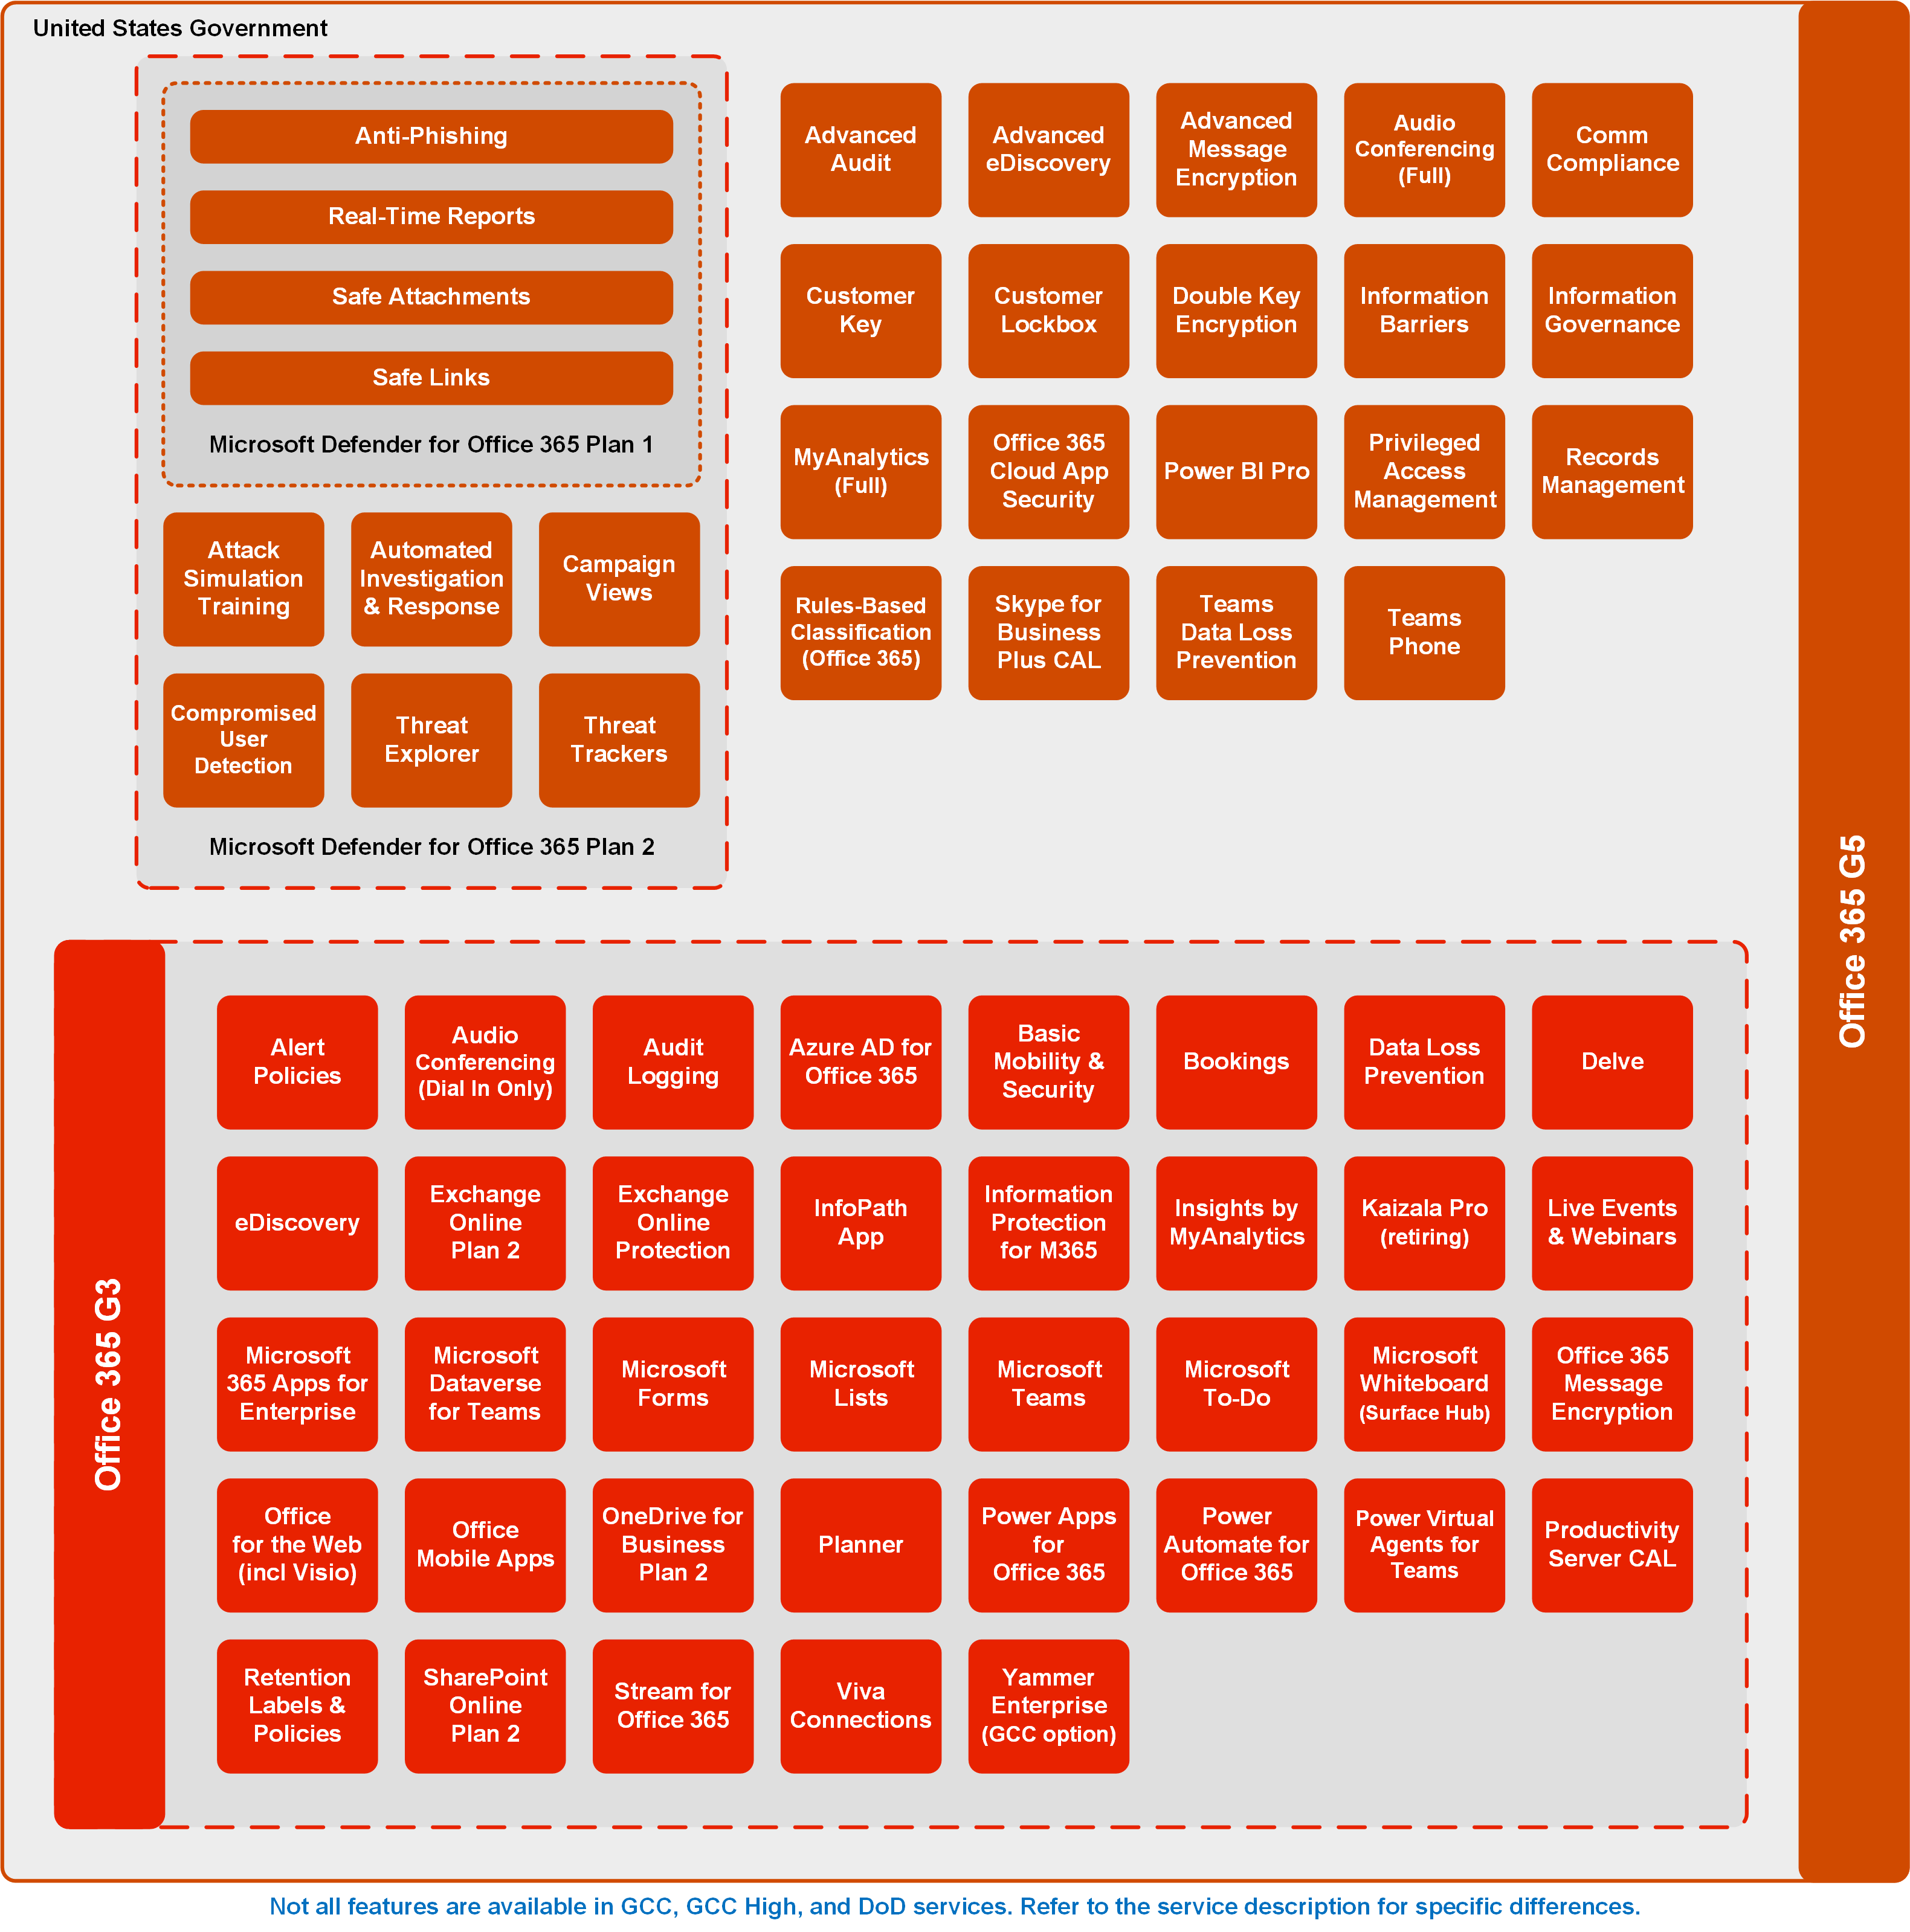 United States Government
Anti-Phishing
Real-Time Reports
Safe Attachments
Safe Links
Microsoft Defender for Office 365 Plan 1
Attack
Simulation
Training
Automated
Investigation
& Response
Campaign
Views
Compromised
User
Detection
Threat
Explorer
Threat
Trackers
Microsoft Defender for Office 365 Plan 2
Advanced
Audit
Advanced
eDiscovery
Advanced
Message
Encryption
Audio
Conferencing
(Full)
Comm
Compliance
Customer
Key
Customer
Lockbox
Double Key
Encryption
Information
Barriers
Information
Governance
MyAnalytics
(Full)
Office 365
Cloud App
Security
Power BI Pro
Privileged
Access
Management
Records
Management
Rules-Based
Classification
(Office 365)
Skype for
Business
Plus CAL
Teams
Data Loss
Prevention
Teams
Phone
Office 365 G5
Office 365 G3
Alert
Policies
Audio
Conferencing
(Dial In Only)
Audit
Logging
Azure AD for
Office 365
Basic
Mobility &
Security
Bookings
Data Loss
Prevention
Delve
eDiscovery
Exchange
Online
Plan 2
Exchange
Online
Protection
InfoPath
App
Information
Protection
for M365
Insights by
MyAnalytics
Kaizala Pro
(retiring)
Live Events
& Webinars
Microsoft
365 Apps for
Enterprise
Microsoft
Dataverse
for Teams
Microsoft
Forms
Microsoft
Lists
Microsoft
Teams
Microsoft
To-Do
Microsoft
Whiteboard
(Surface Hub)
Office 365
Message
Encryption
Office
for the Web
(incl Visio)
Office
Mobile Apps
OneDrive for
Business
Plan 2
Planner
Power Apps
for
Office 365
Power
Automate for
Office 365
Power Virtual
Agents for
Teams
Productivity
Server CAL
Retention
Labels &
Policies
SharePoint
Online
Plan 2
Stream for
Office 365
Viva
Connections
Yammer
Enterprise
(GCC option)
Not all features are available in GCC, GCC High, and DoD services. Refer to the service description for specific differences.